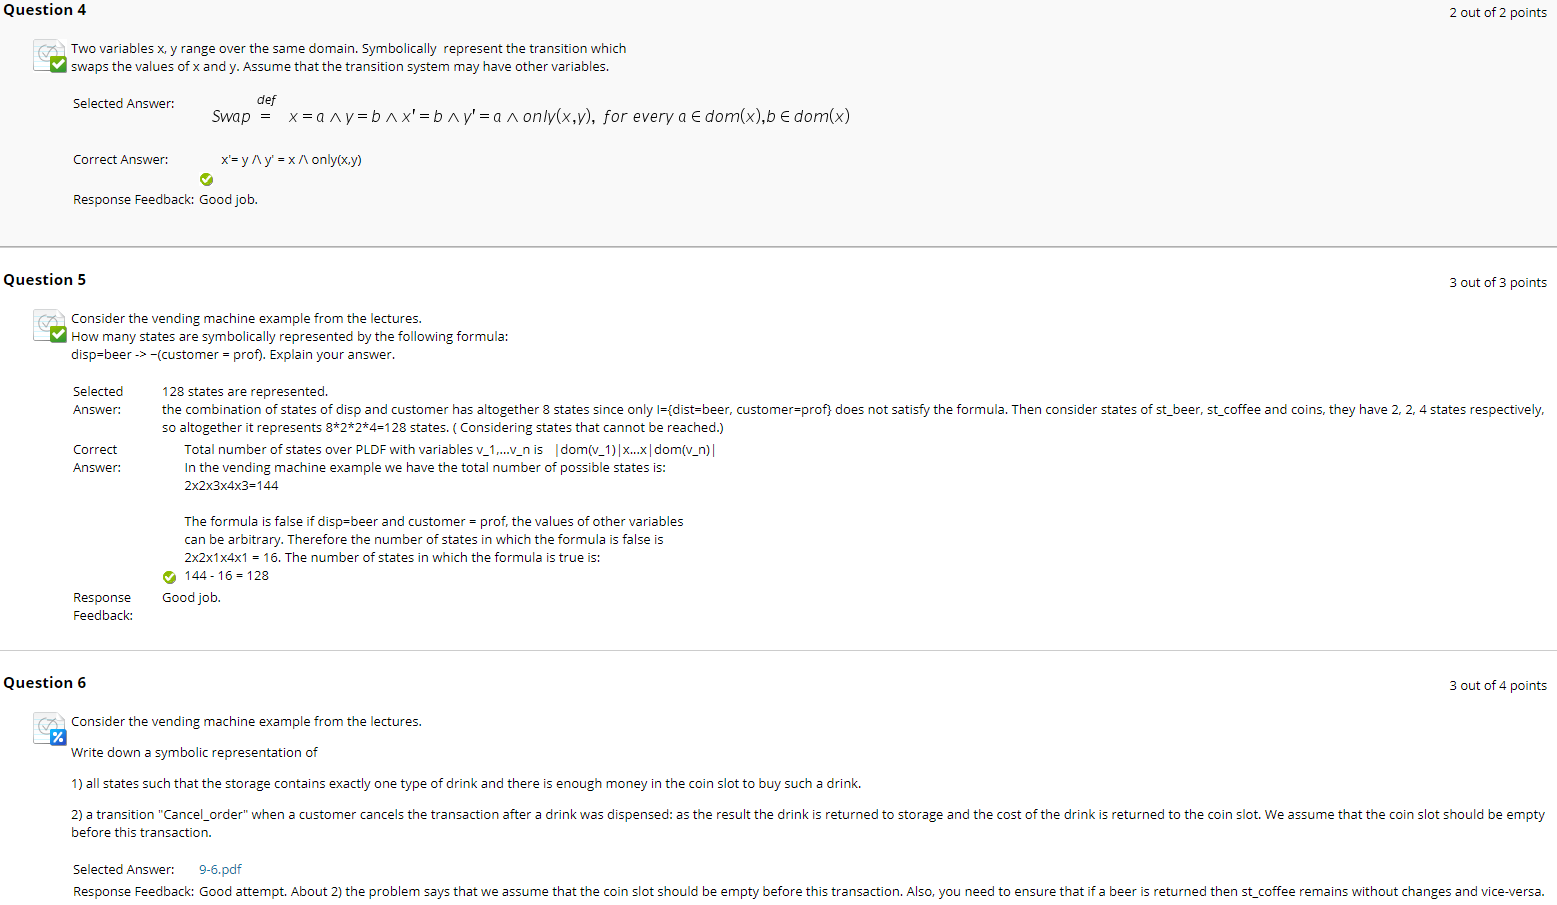 Question 4
2 out of 2 points
Two variables x, y range over the same domain. Symbolically represent the transition which
swaps the values of x and y. Assume that the transition system may have other variables.
Selected Answer:
def
Swap = x = a ∧ y = b ∧ x' = b ∧ y' = a ∧ only(x,y), for every a ∈ dom(x),b ∈ dom(x)
Correct Answer:
x'= y /\ y' = x /\ only(x,y)
Response Feedback: Good job.
Question 5
3 out of 3 points
Consider the vending machine example from the lectures.
How many states are symbolically represented by the following formula:
disp=beer -> ¬(customer = prof). Explain your answer.
Selected Answer:
128 states are represented.
the combination of states of disp and customer has altogether 8 states since only I={dist=beer, customer=prof} does not satisfy the formula. Then consider states of st_beer, st_coffee and coins, they have 2, 2, 4 states respectively,
so altogether it represents 8*2*2*4=128 states. ( Considering states that cannot be reached.)
Correct Answer:
Total number of states over PLDF with variables v_1,...v_n is |dom(v_1)|x...x|dom(v_n)|
In the vending machine example we have the total number of possible states is:
2x2x3x4x3=144
The formula is false if disp=beer and customer = prof, the values of other variables
can be arbitrary. Therefore the number of states in which the formula is false is
2x2x1x4x1 = 16. The number of states in which the formula is true is:
144 - 16 = 128
Response Feedback:
Good job.
Question 6
3 out of 4 points
Consider the vending machine example from the lectures.
Write down a symbolic representation of
1) all states such that the storage contains exactly one type of drink and there is enough money in the coin slot to buy such a drink.
2) a transition "Cancel_order" when a customer cancels the transaction after a drink was dispensed: as the result the drink is returned to storage and the cost of the drink is returned to the coin slot. We assume that the coin slot should be empty
before this transaction.
Selected Answer: 9-6.pdf
Response Feedback: Good attempt. About 2) the problem says that we assume that the coin slot should be empty before this transaction. Also, you need to ensure that if a beer is returned then st_coffee remains without changes and vice-versa.